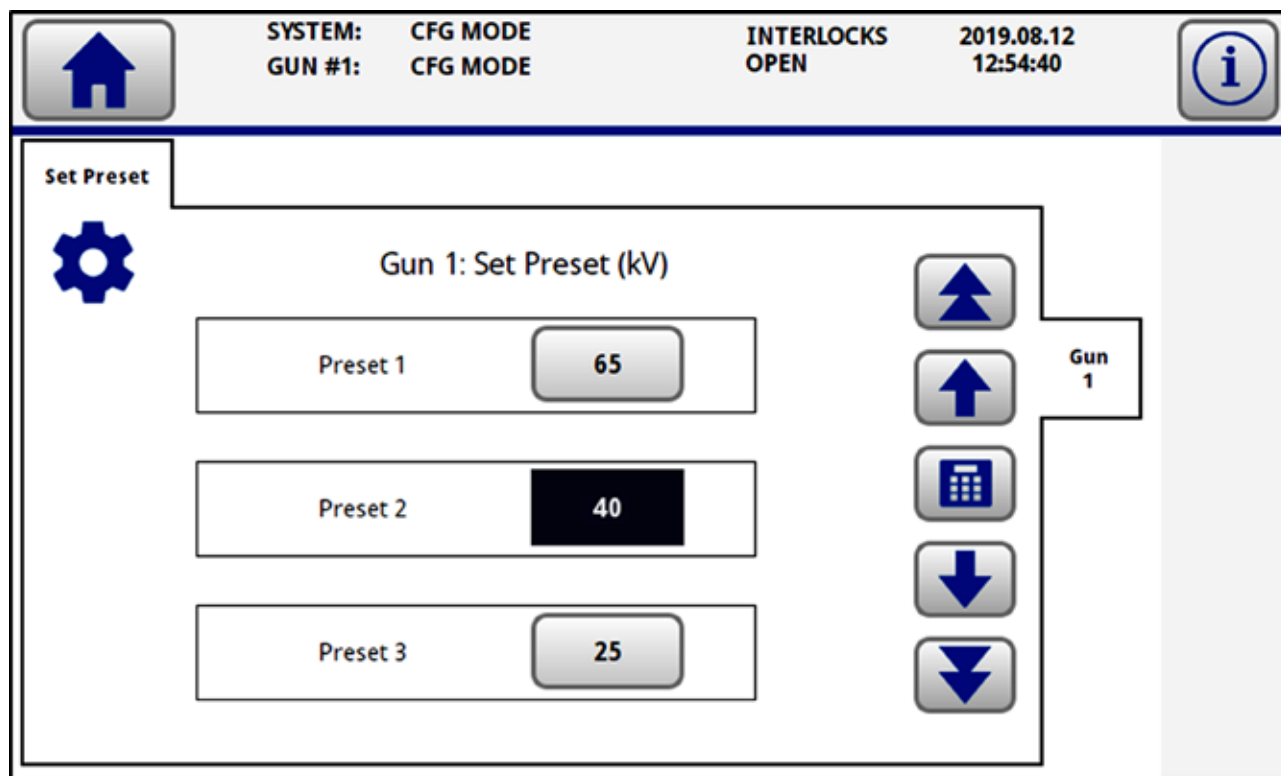 SYSTEM: CFG MODE
GUN #1: CFG MODE
INTERLOCKS
OPEN
2019.08.12
12:54:40
i
Set Preset
Gun 1: Set Preset (kV)
Preset 1 65
Preset 2 40
Preset 3 25
Gun
1